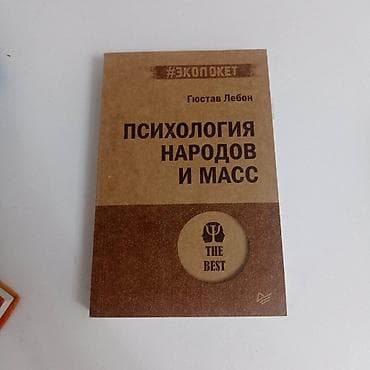 #ЭКОПОКЕТ
Гюстав Лебон
ПСИХОЛОГИЯ
НАРОДОВ
И МАСС
THE
BEST